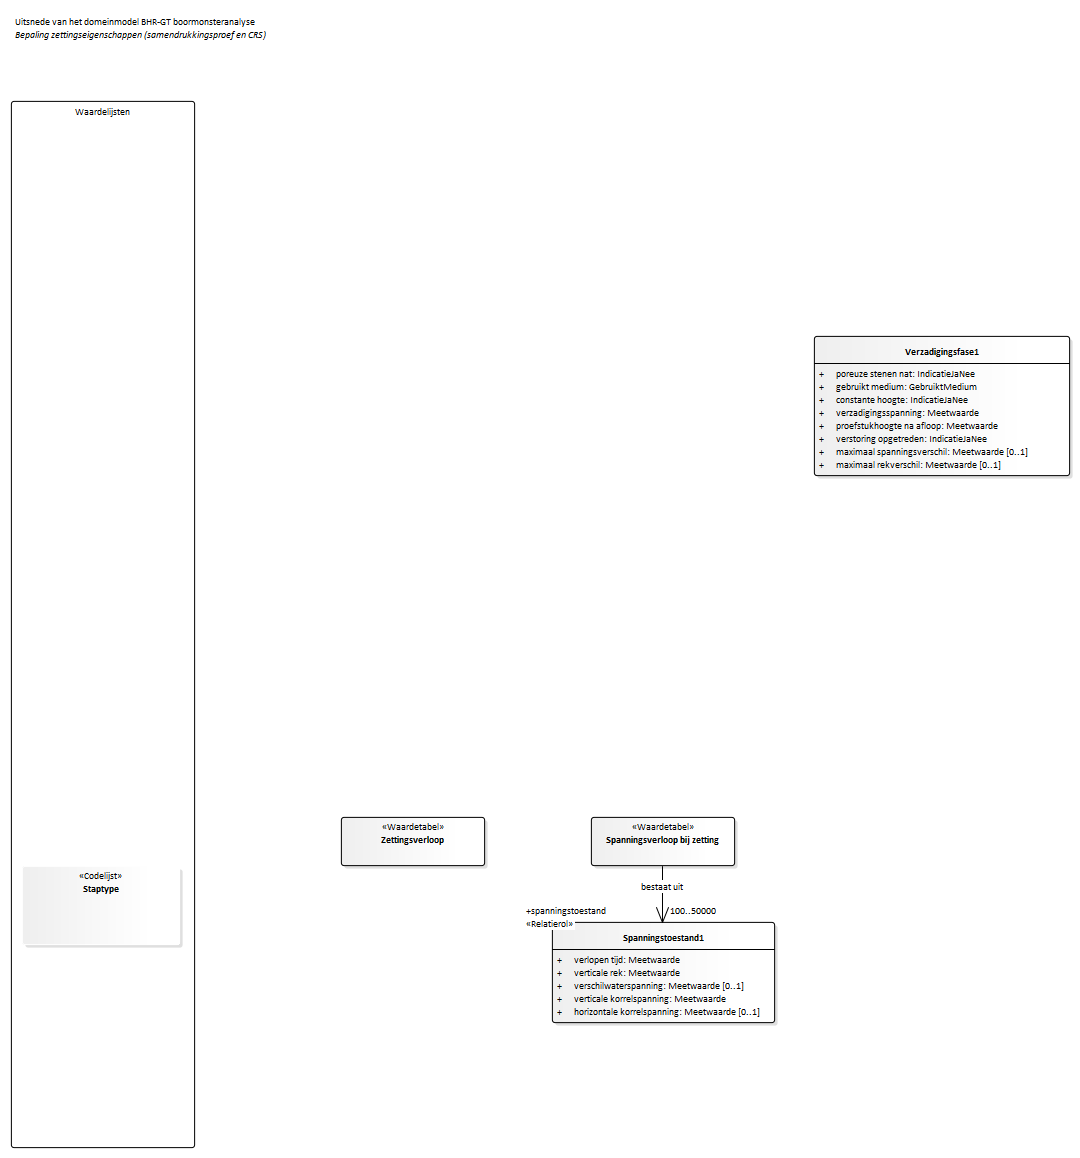 Uitsnede van het domeinmodel BHR-GT boormonsteranalyse
Bepaling zettingseigenschappen (samendrukkingsproef en CRS)
Waardelijsten
Verzadigingsfase1
+ poreuze stenen nat: IndicatieJaNee
+ gebruikt medium: GebruiktMedium
+ constante hoogte: IndicatieJaNee
+ verzadigingsspanning: Meetwaarde
+ proefstukhoogte na afloop: Meetwaarde
+ verstoring opgetreden: IndicatieJaNee
+ maximaal spanningsverschil: Meetwaarde [0..1]
+ maximaal rekverschil: Meetwaarde [0..1]
«Waardetabel»
Zettingsverloop
«Waardetabel»
Spanningsverloop bij zetting
«Codelijst»
Staptype
bestaat uit
+spanningstoestand
«Relatierol»
100..50000
Spanningstoestand1
+ verlopen tijd: Meetwaarde
+ verticale rek: Meetwaarde
+ verschilwaterspanning: Meetwaarde [0..1]
+ verticale korrelspanning: Meetwaarde
+ horizontale korrelspanning: Meetwaarde [0..1]